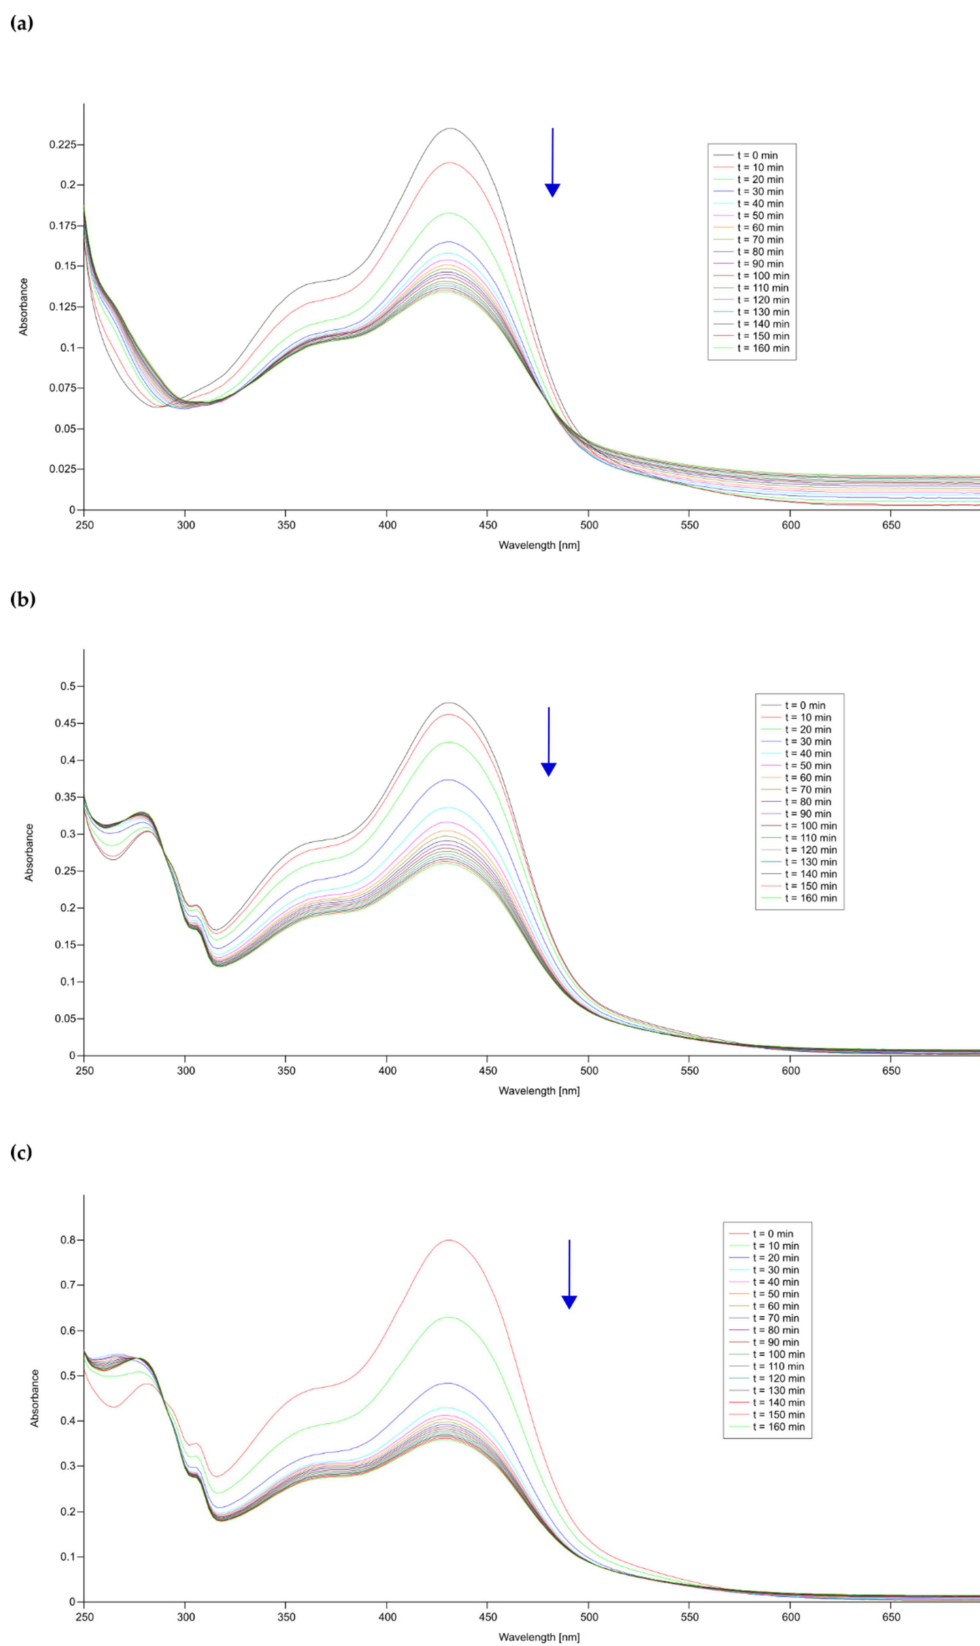 (a)
0.225
0.2
0.175
0.15
0.125
0.1
0.075
0.05
0.025
0
Absorbance
250 300 350 400 450 500 550 600 650
Wavelength [nm]
t = 0 min
t = 10 min
t = 20 min
t = 30 min
t = 40 min
t = 50 min
t = 60 min
t = 70 min
t = 80 min
t = 90 min
t = 100 min
t = 110 min
t = 120 min
t = 130 min
t = 140 min
t = 150 min
t = 160 min
(b)
0.5
0.45
0.4
0.35
0.3
0.25
0.2
0.15
0.1
0.05
0
Absorbance
250 300 350 400 450 500 550 600 650
Wavelength [nm]
t = 0 min
t = 10 min
t = 20 min
t = 30 min
t = 40 min
t = 50 min
t = 60 min
t = 70 min
t = 80 min
t = 90 min
t = 100 min
t = 110 min
t = 120 min
t = 130 min
t = 140 min
t = 150 min
t = 160 min
(c)
0.8
0.7
0.6
0.5
0.4
0.3
0.2
0.1
0
Absorbance
250 300 350 400 450 500 550 600 650
Wavelength [nm]
t = 0 min
t = 10 min
t = 20 min
t = 30 min
t = 40 min
t = 50 min
t = 60 min
t = 70 min
t = 80 min
t = 90 min
t = 100 min
t = 110 min
t = 120 min
t = 130 min
t = 140 min
t = 150 min
t = 160 min